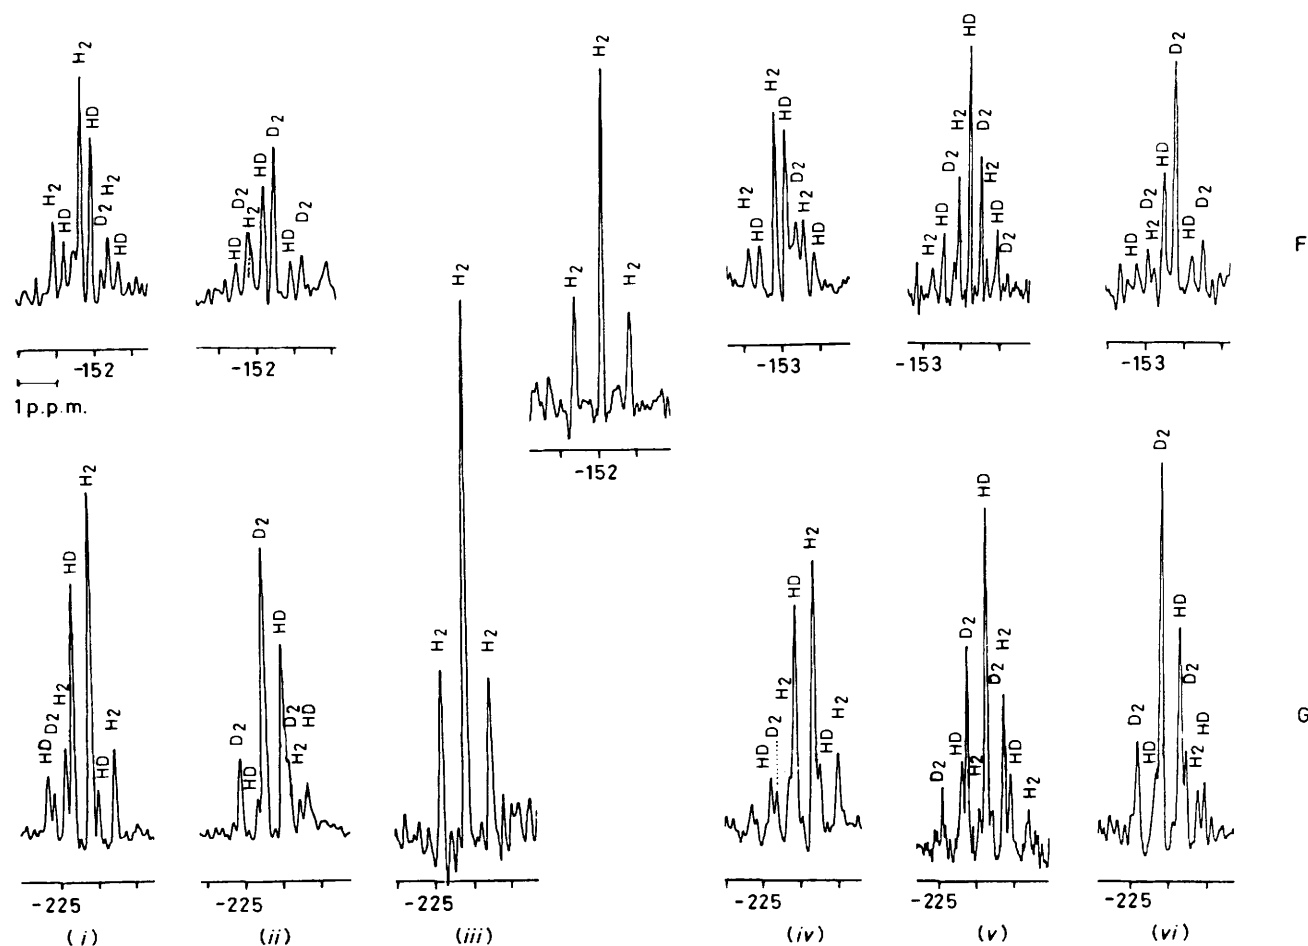 H2 HD H2 HD D2 H2 HD
HD D2 H2 HD D2 HD D2
H2 H2 H2
H2 HD H2 HD D2 H2 HD
H2 HD D2 H2 HD D2 H2 HD D2
HD D2 H2 HD D2 HD D2
F
-152 -152 -153 -153 -153
1 p.p.m.
-152
HD D2 H2 HD H2 HD H2
D2 HD D2 HD D2 H2 HD
H2 H2 H2
HD D2 H2 HD H2 HD H2
D2 HD D2 H2 HD D2 H2 HD H2
D2 HD D2 HD D2 H2 HD
G
-225 -225 -225 -225 -225 -225
(i) (ii) (iii) (iv) (v) (vi)